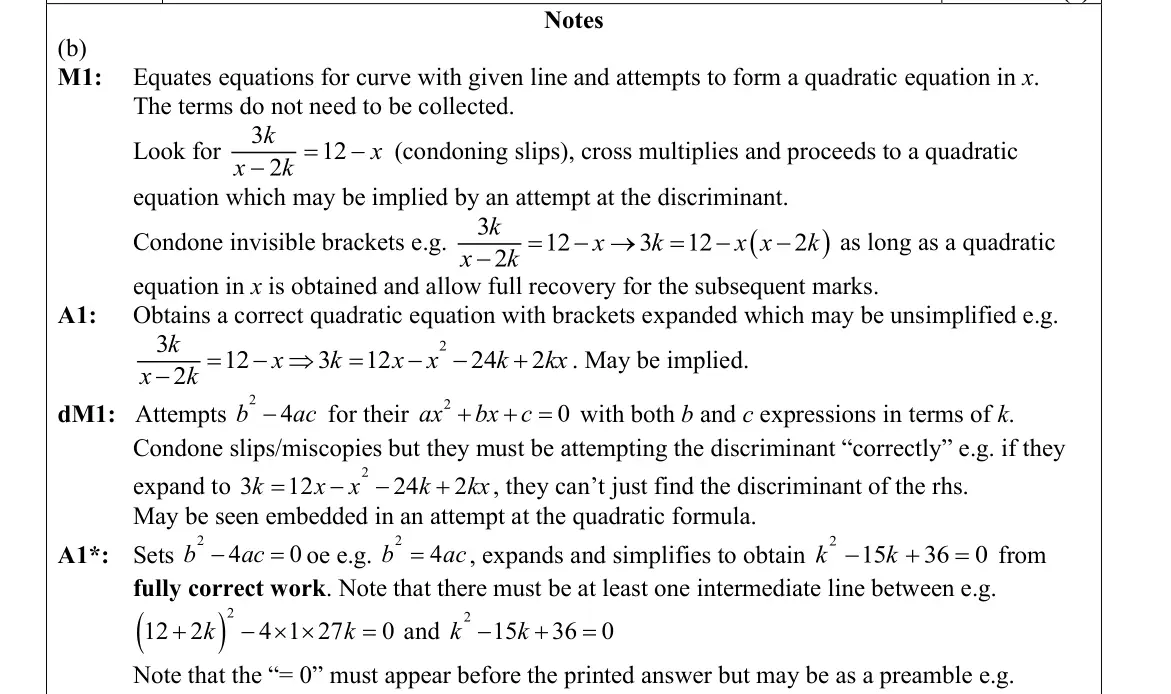 Notes
(b)
M1: Equates equations for curve with given line and attempts to form a quadratic equation in x.
The terms do not need to be collected.
Look for 3k/(x − 2k) = 12 − x (condoning slips), cross multiplies and proceeds to a quadratic
equation which may be implied by an attempt at the discriminant.
Condone invisible brackets e.g. 3k/(x − 2k) = 12 − x → 3k = 12 − x(x − 2k) as long as a quadratic
equation in x is obtained and allow full recovery for the subsequent marks.
A1: Obtains a correct quadratic equation with brackets expanded which may be unsimplified e.g.
3k/(x − 2k) = 12 − x ⇒ 3k = 12x − x² − 24k + 2kx. May be implied.
dM1: Attempts b² − 4ac for their ax² + bx + c = 0 with both b and c expressions in terms of k.
Condone slips/miscopies but they must be attempting the discriminant “correctly” e.g. if they
expand to 3k = 12x − x² − 24k + 2kx, they can’t just find the discriminant of the rhs.
May be seen embedded in an attempt at the quadratic formula.
A1*: Sets b² − 4ac = 0 oe e.g. b² = 4ac, expands and simplifies to obtain k² − 15k + 36 = 0 from
fully correct work. Note that there must be at least one intermediate line between e.g.
(12 + 2k)² − 4×1×27k = 0 and k² − 15k + 36 = 0
Note that the “= 0” must appear before the printed answer but may be as a preamble e.g.